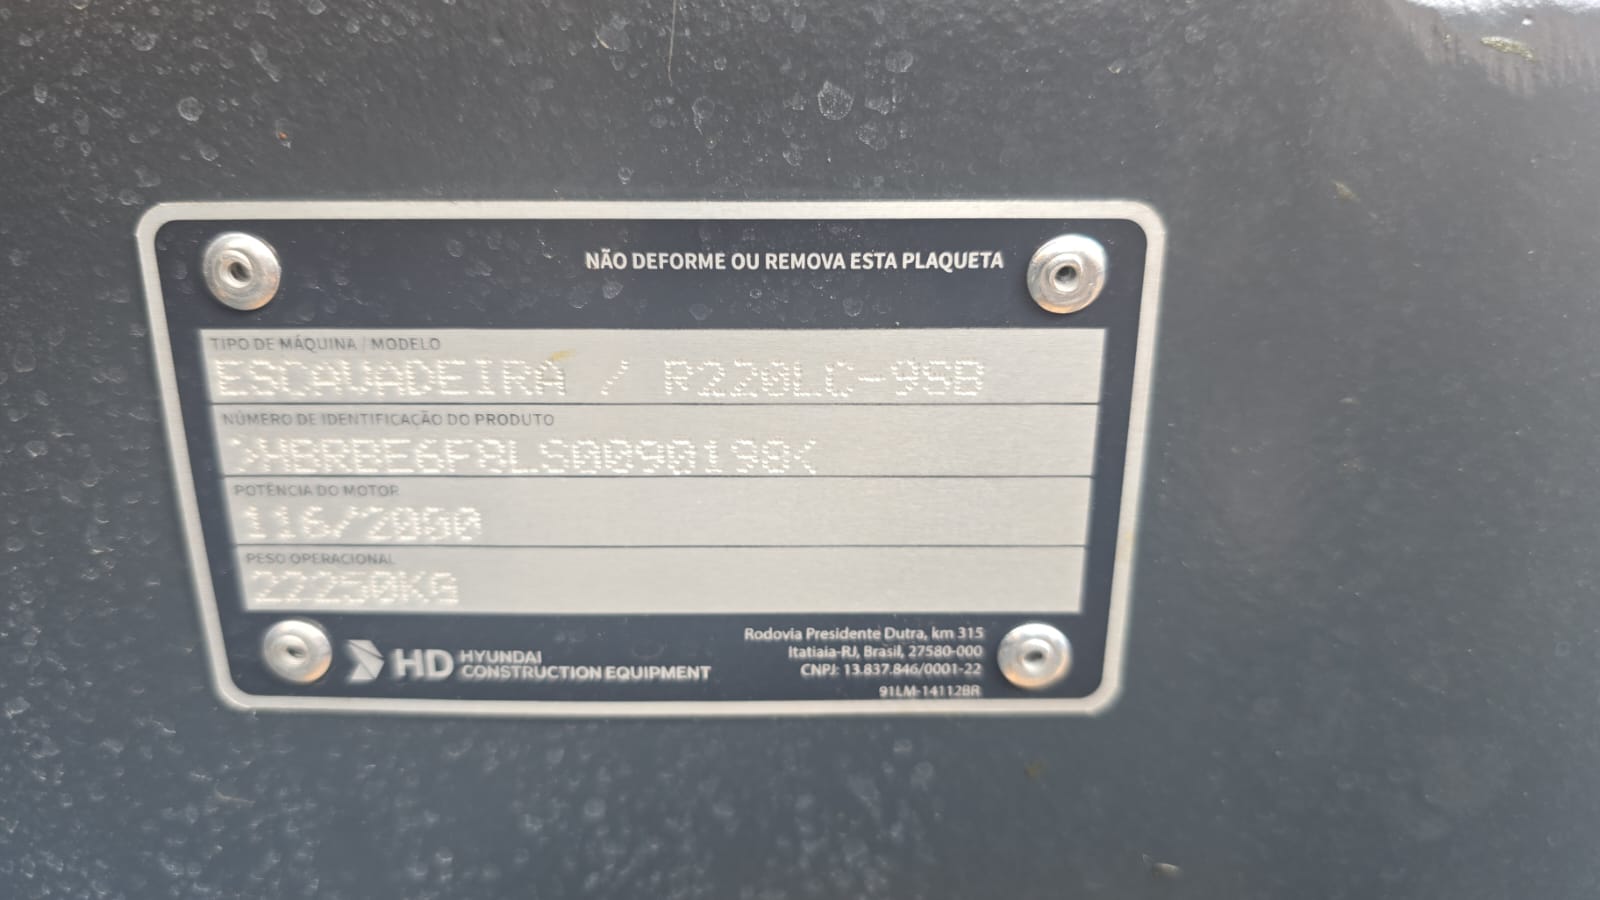 NÃO DEFORME OU REMOVA ESTA PLAQUETA
TIPO DE MÁQUINA / MODELO
ESCAVADEIRA / R220LC-9SB
NÚMERO DE IDENTIFICAÇÃO DO PRODUTO
>HBRBE6F8LSA0090198<
POTÊNCIA DO MOTOR
116/2000
PESO OPERACIONAL
22250KG
HD HYUNDAI
CONSTRUCTION EQUIPMENT
Rodovia Presidente Dutra, km 315
Itatiaia-RJ, Brasil, 27580-000
CNPJ: 13.837.846/0001-22
91LM-14112BR